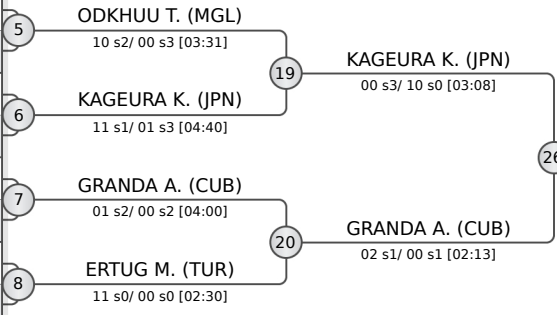 ODKHUU T. (MGL)
5
10 s2/ 00 s3 [03:31]
19
KAGEURA K. (JPN)
00 s3/ 10 s0 [03:08]
KAGEURA K. (JPN)
6
11 s1/ 01 s3 [04:40]
26
GRANDA A. (CUB)
7
01 s2/ 00 s2 [04:00]
20
GRANDA A. (CUB)
02 s1/ 00 s1 [02:13]
ERTUG M. (TUR)
8
11 s0/ 00 s0 [02:30]